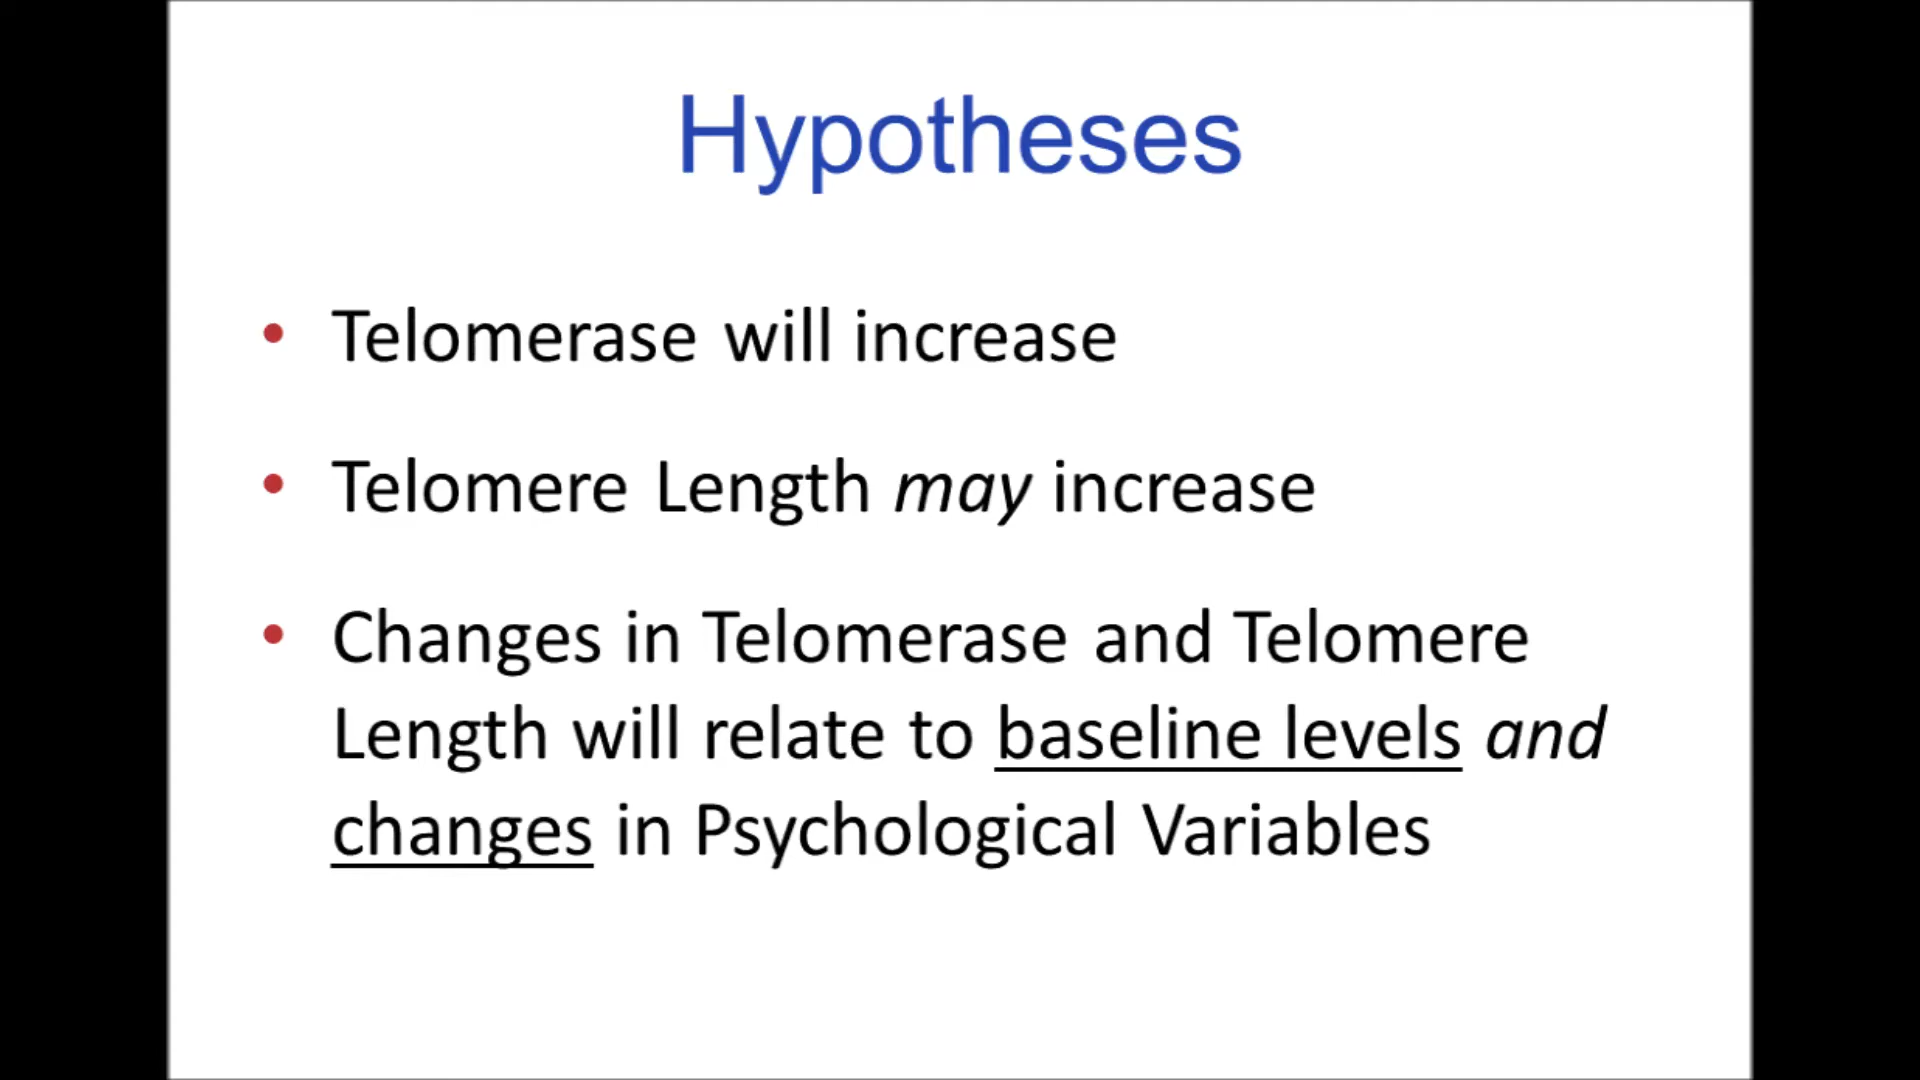 Hypotheses
• Telomerase will increase
• Telomere Length may increase
• Changes in Telomerase and Telomere
Length will relate to baseline levels and
changes in Psychological Variables